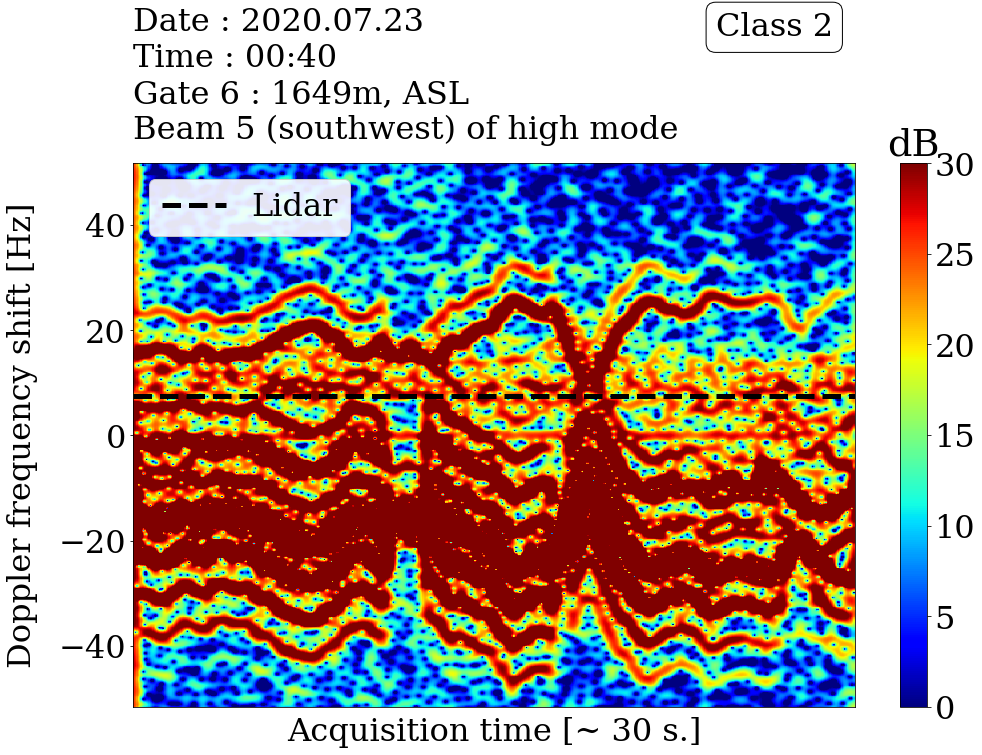 Date : 2020.07.23
Time : 00:40
Gate 6 : 1649m, ASL
Beam 5 (southwest) of high mode
Class 2
dB
Lidar
Doppler frequency shift [Hz]
40
20
0
−20
−40
Acquisition time [~ 30 s.]
30
25
20
15
10
5
0